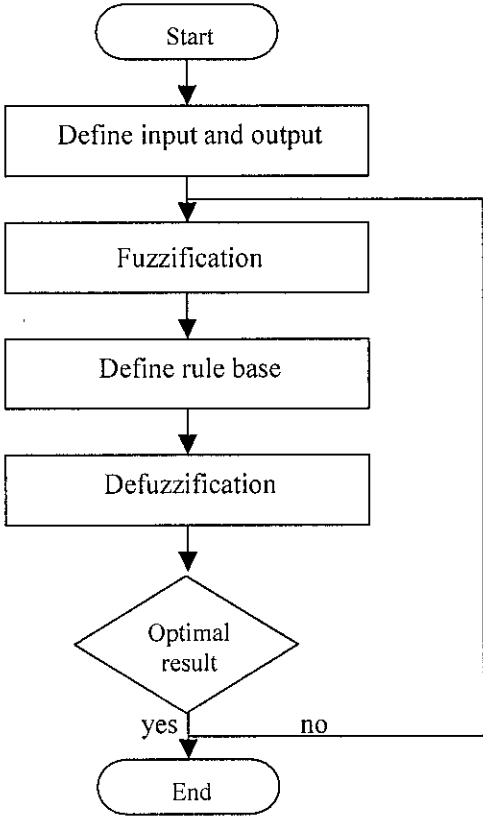 Start
Define input and output
Fuzzification
Define rule base
Defuzzification
Optimal
result
yes no
End